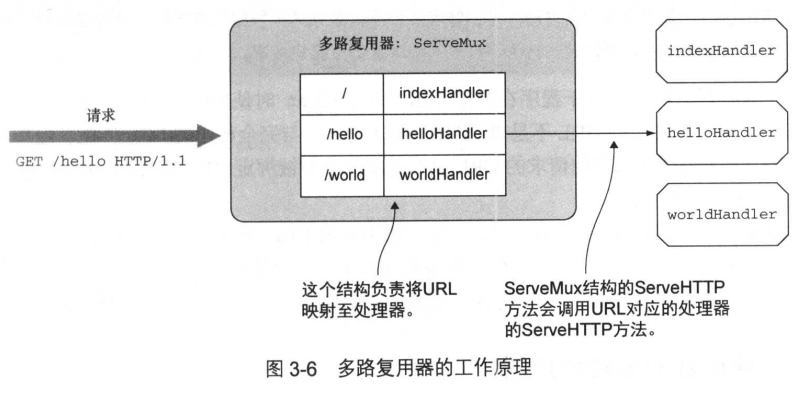 多路复用器： ServeMux
请求
GET /hello HTTP/1.1
/ indexHandler
/hello helloHandler
/world worldHandler
indexHandler
helloHandler
worldHandler
这个结构负责将URL
映射至处理器。
ServeMux结构的ServeHTTP
方法会调用URL对应的处理器
的ServeHTTP方法。
图 3-6 多路复用器的工作原理